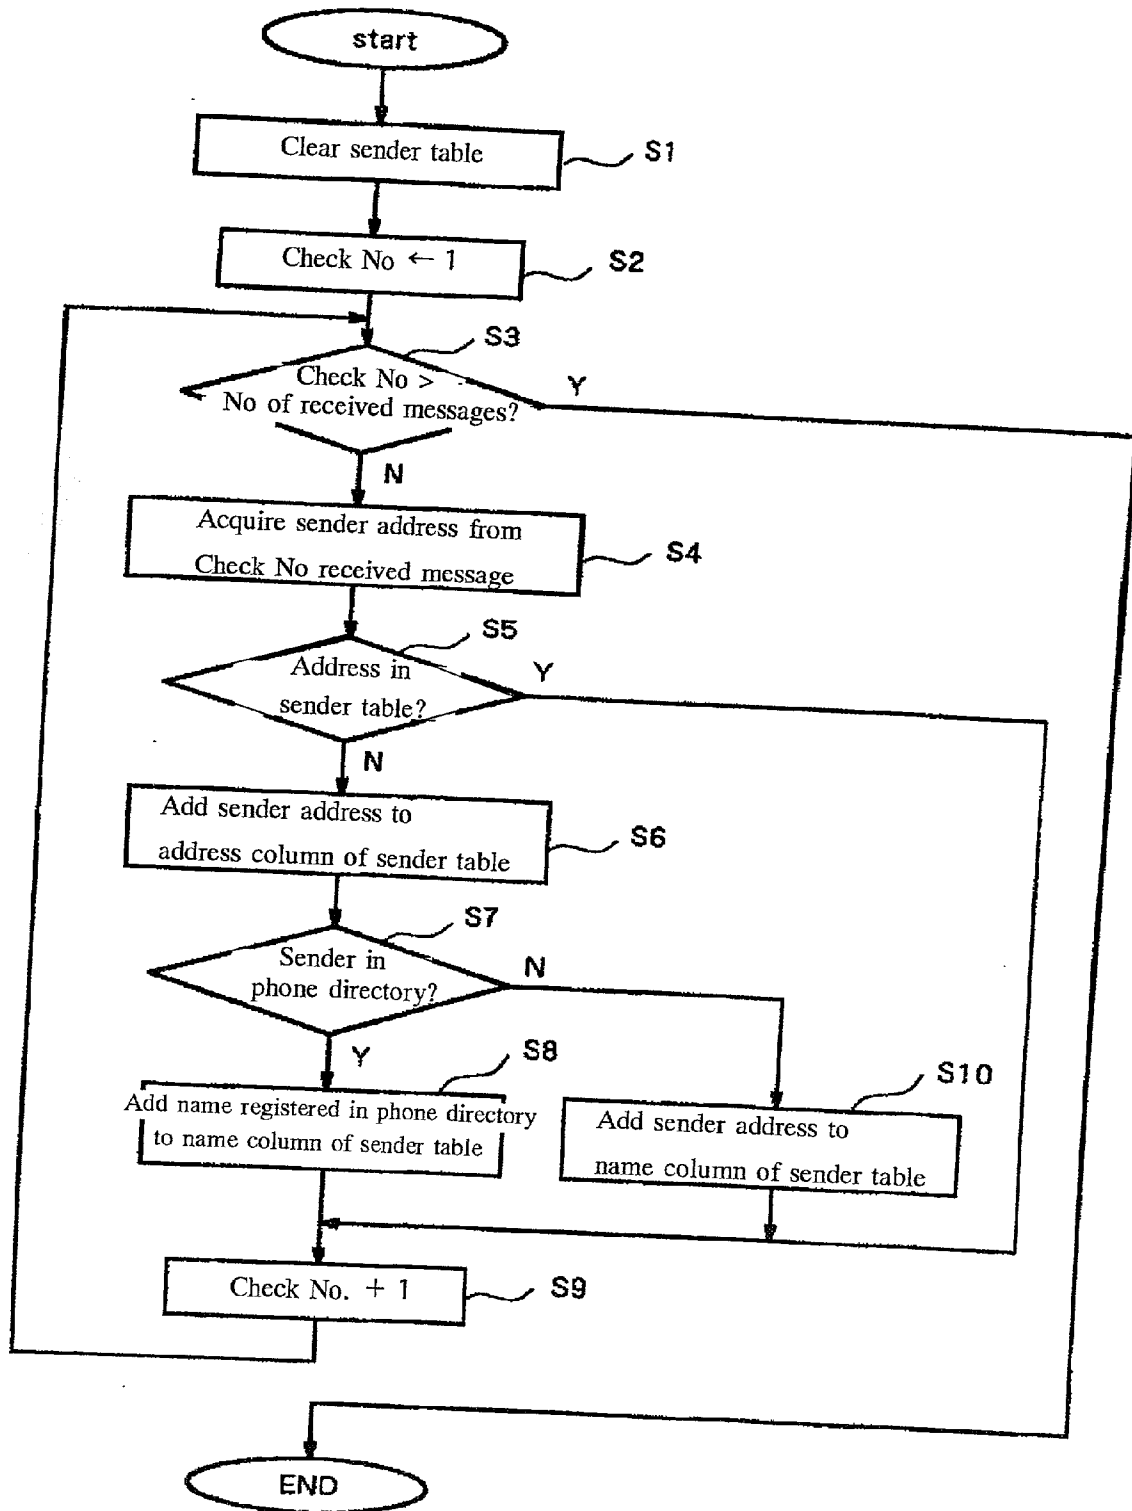 start
Clear sender table
S1
Check No ← 1
S2
S3
Check No >
No of received messages?
Y
N
Acquire sender address from
Check No received message
S4
S5
Address in
sender table?
Y
N
Add sender address to
address column of sender table
S6
S7
Sender in
phone directory?
N
Y
S8
Add name registered in phone directory
to name column of sender table
S10
Add sender address to
name column of sender table
Check No. + 1
S9
END